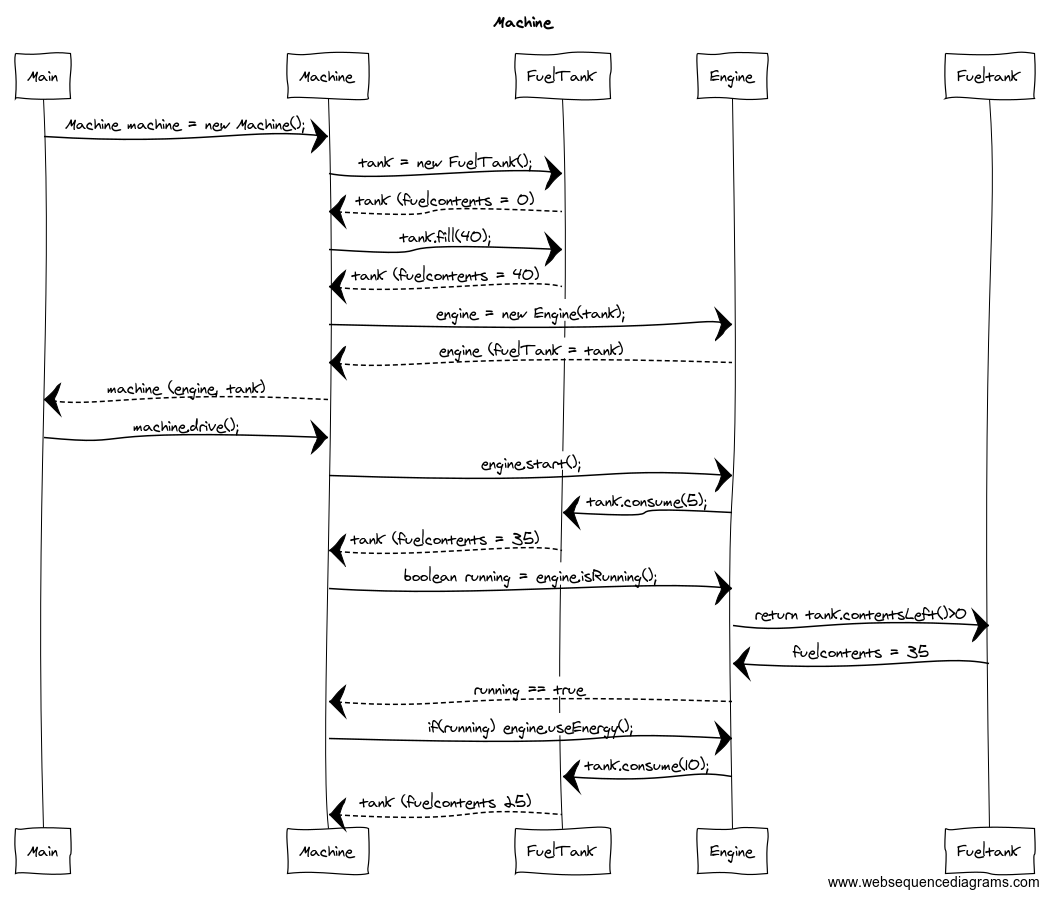 Machine
Main Machine FuelTank Engine Fueltank
Machine machine = new Machine();
tank = new FuelTank();
tank (fuelcontents = 0)
tank.fill(40);
tank (fuelcontents = 40)
engine = new Engine(tank);
engine (fuelTank = tank)
machine (engine, tank)
machine.drive();
engine.start();
tank.consume(5);
tank (fuelcontents = 35)
boolean running = engine.isRunning();
return tank.contentsLeft()>0
fuelcontents = 35
running == true
if(running) engine.useEnergy();
tank.consume(10);
tank (fuelcontents 25)
Main Machine FuelTank Engine Fueltank
www.websequencediagrams.com